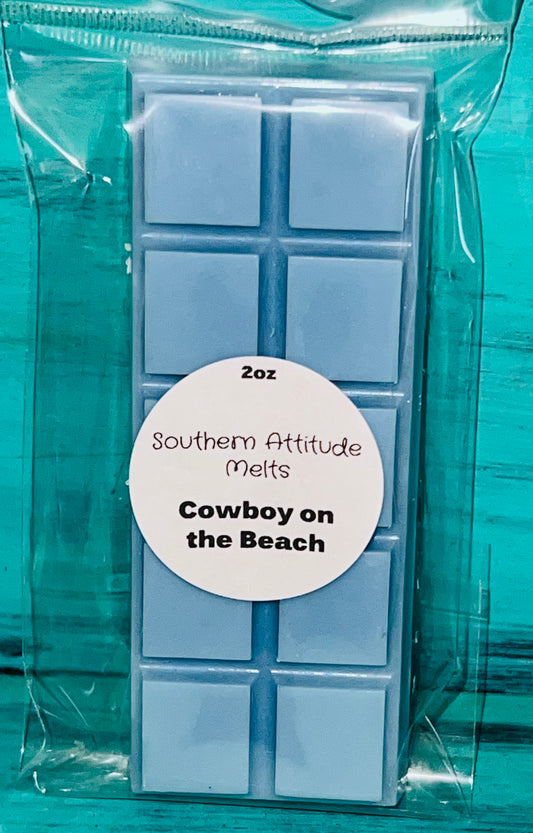 2oz
Southern Attitude
Melts
Cowboy on
the Beach